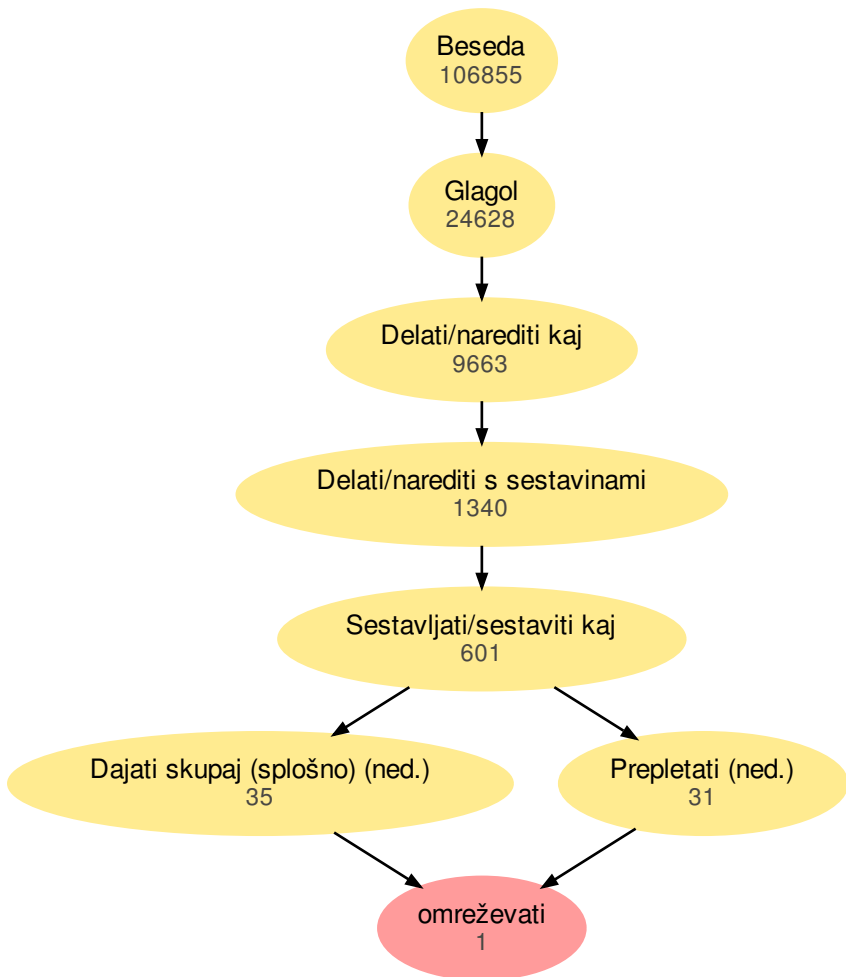 Beseda
106855
Glagol
24628
Delati/narediti kaj
9663
Delati/narediti s sestavinami
1340
Sestavljati/sestaviti kaj
601
Dajati skupaj (splošno) (ned.)
35
Prepletati (ned.)
31
omreževati
1